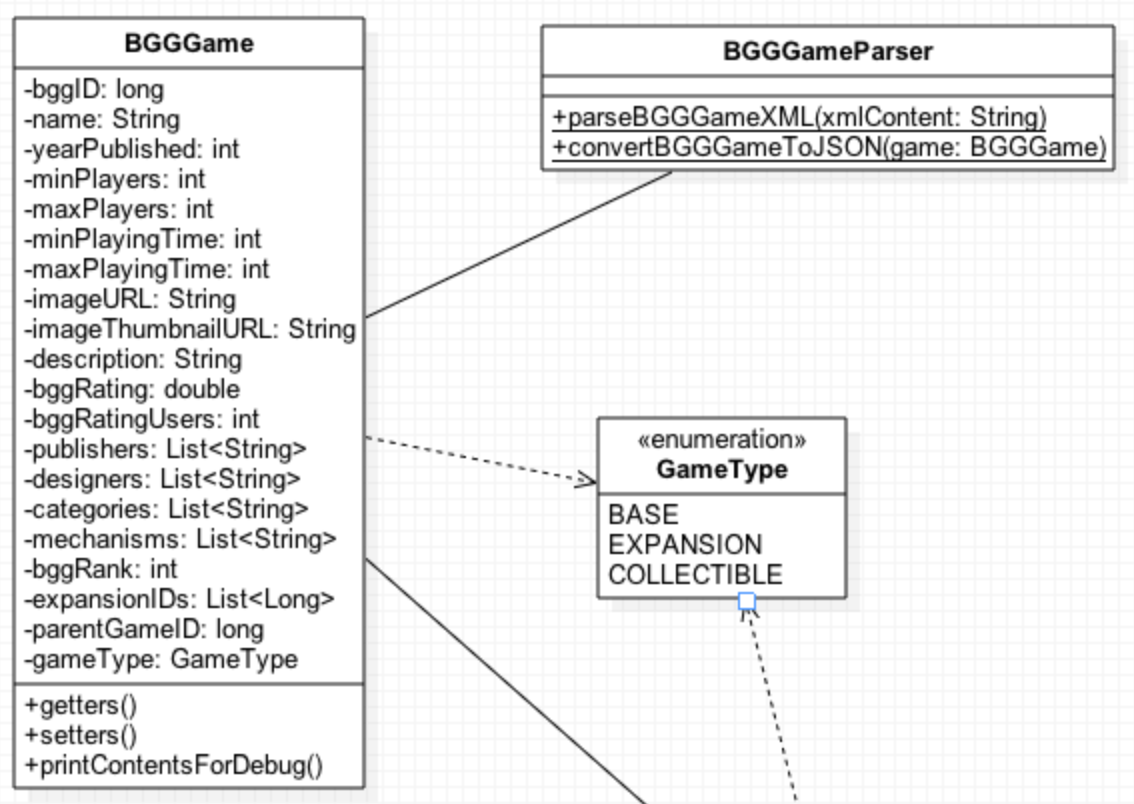 BGGGame
-bggID: long
-name: String
-yearPublished: int
-minPlayers: int
-maxPlayers: int
-minPlayingTime: int
-maxPlayingTime: int
-imageURL: String
-imageThumbnailURL: String
-description: String
-bggRating: double
-bggRatingUsers: int
-publishers: List<String>
-designers: List<String>
-categories: List<String>
-mechanisms: List<String>
-bggRank: int
-expansionIDs: List<Long>
-parentGameID: long
-gameType: GameType
+getters()
+setters()
+printContentsForDebug()
BGGGameParser
+parseBGGGameXML(xmlContent: String)
+convertBGGGameToJSON(game: BGGGame)
«enumeration»
GameType
BASE
EXPANSION
COLLECTIBLE